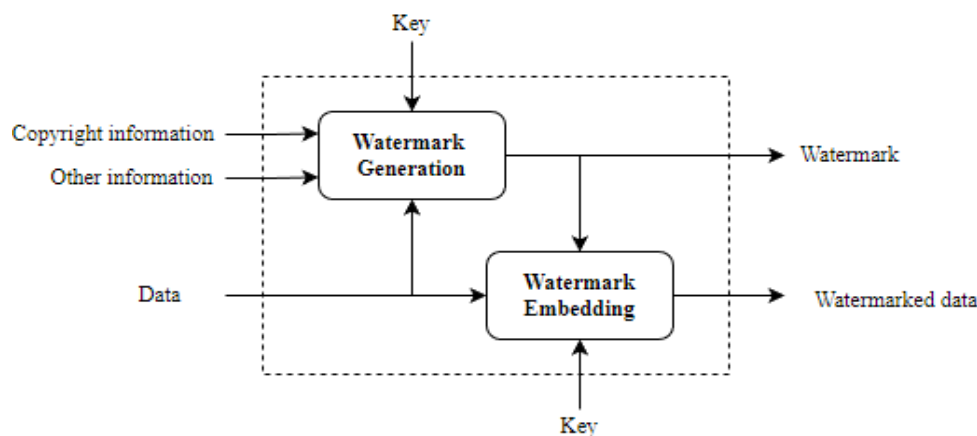 Key
Copyright information
Watermark
Generation
Watermark
Other information
Data
Watermark
Embedding
Watermarked data
Key